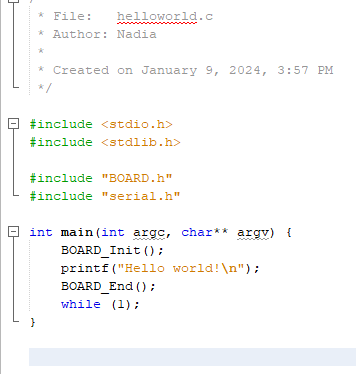 * File:   helloworld.c
* Author: Nadia
*
* Created on January 9, 2024, 3:57 PM
*/
#include <stdio.h>
#include <stdlib.h>
#include "BOARD.h"
#include "serial.h"
int main(int argc, char** argv) {
    BOARD_Init();
    printf("Hello world!\n");
    BOARD_End();
    while (1);
}